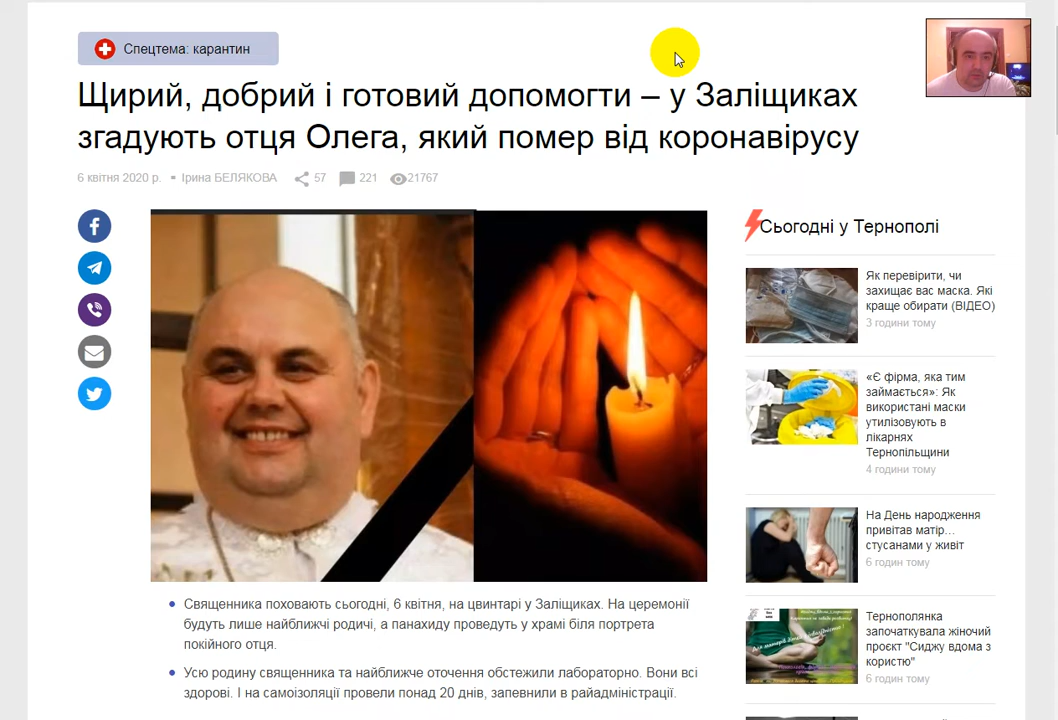 Спецтема: карантин
Щирий, добрий і готовий допомогти – у Заліщиках
згадують отця Олега, який помер від коронавірусу
6 квітня 2020 р. ▪ Ірина БЕЛЯКОВА 57 221 21767
Сьогодні у Тернополі
Як перевірити, чи
захищає вас маска. Які
краще обирати (ВІДЕО)
3 години тому
«Є фірма, яка тим
займається»: Як
використані маски
утилізовують в
лікарнях
Тернопільщини
4 години тому
На День народження
привітав матір...
стусанами у живіт
6 годин тому
Тернополянка
започаткувала жіночий
проєкт "Сиджу вдома з
користю"
6 годин тому
• Священника поховають сьогодні, 6 квітня, на цвинтарі у Заліщиках. На церемонії
будуть лише найближчі родичі, а панахиду проведуть у храмі біля портрета
покійного отця.
• Усю родину священника та найближче оточення обстежили лабораторно. Вони всі
здорові. І на самоізоляції провели понад 20 днів, запевнили в райадміністрації.